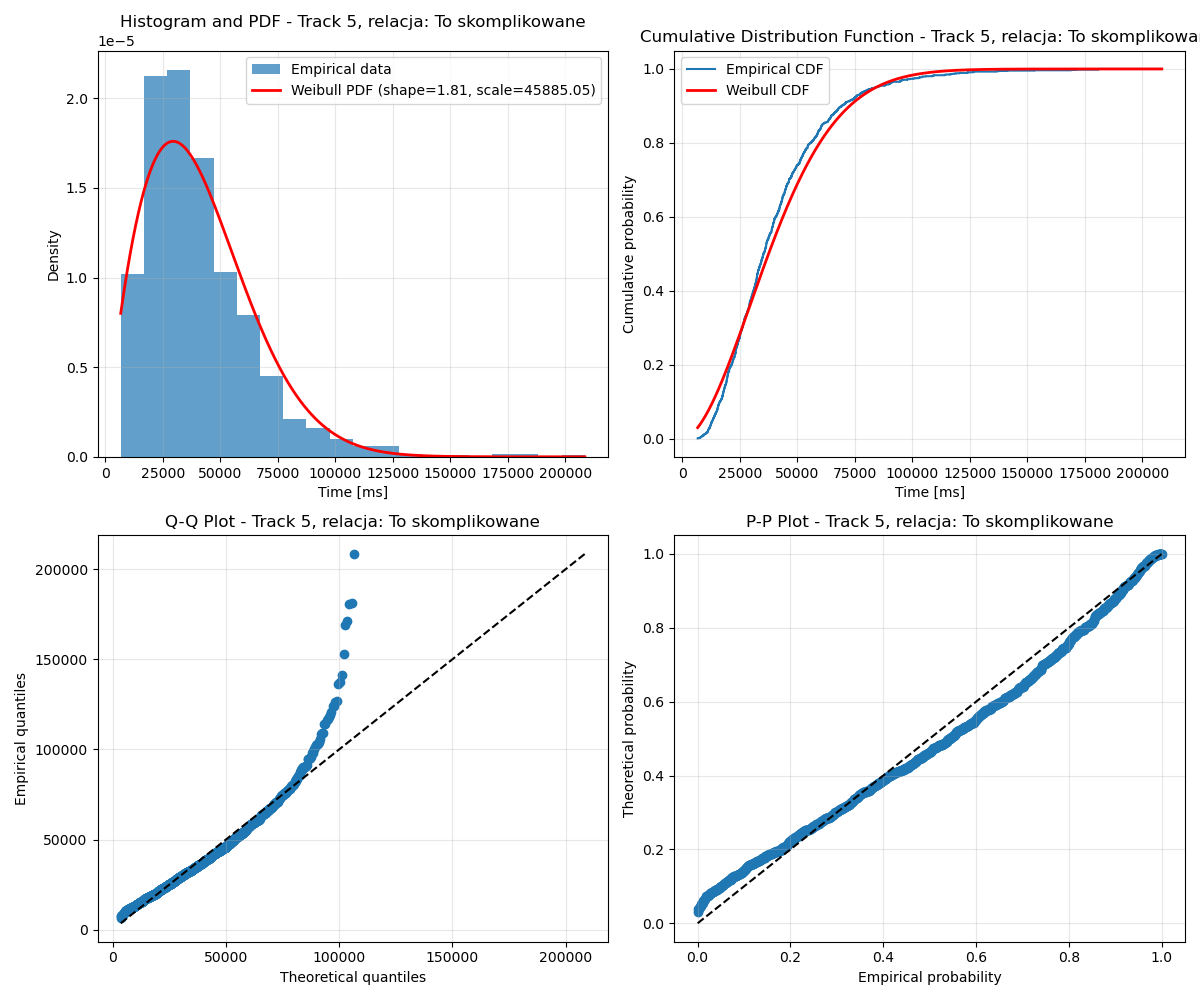 Histogram and PDF - Track 5, relacja: To skomplikowane
1e−5
Empirical data
Weibull PDF (shape=1.81, scale=45885.05)
Density
2.0
1.5
1.0
0.5
0.0
0 25000 50000 75000 100000 125000 150000 175000 200000
Time [ms]
Cumulative Distribution Function - Track 5, relacja: To skomplikowa
Empirical CDF
Weibull CDF
Cumulative probability
1.0
0.8
0.6
0.4
0.2
0.0
0 25000 50000 75000 100000 125000 150000 175000 200000
Time [ms]
Q-Q Plot - Track 5, relacja: To skomplikowane
Empirical quantiles
200000
150000
100000
50000
0
0 50000 100000 150000 200000
Theoretical quantiles
P-P Plot - Track 5, relacja: To skomplikowane
Theoretical probability
1.0
0.8
0.6
0.4
0.2
0.0
0.0 0.2 0.4 0.6 0.8 1.0
Empirical probability